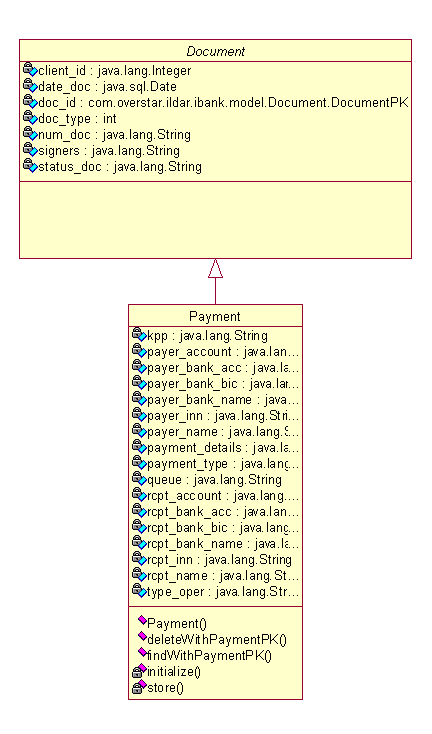 Document
client_id : java.lang.Integer
date_doc : java.sql.Date
doc_id : com.overstar.ildar.ibank.model.Document.DocumentPK
doc_type : int
num_doc : java.lang.String
signers : java.lang.String
status_doc : java.lang.String
Payment
kpp : java.lang.String
payer_account : java.lan...
payer_bank_acc : java.la...
payer_bank_bic : java.lan...
payer_bank_name : java...
payer_inn : java.lang.Stri...
payer_name : java.lang.S...
payment_details : java.la...
payment_type : java.lang...
queue : java.lang.String
rcpt_account : java.lang....
rcpt_bank_acc : java.lan...
rcpt_bank_bic : java.lang...
rcpt_bank_name : java.la...
rcpt_inn : java.lang.String
rcpt_name : java.lang.St...
type_oper : java.lang.Str...
Payment()
deleteWithPaymentPK()
findWithPaymentPK()
initialize()
store()